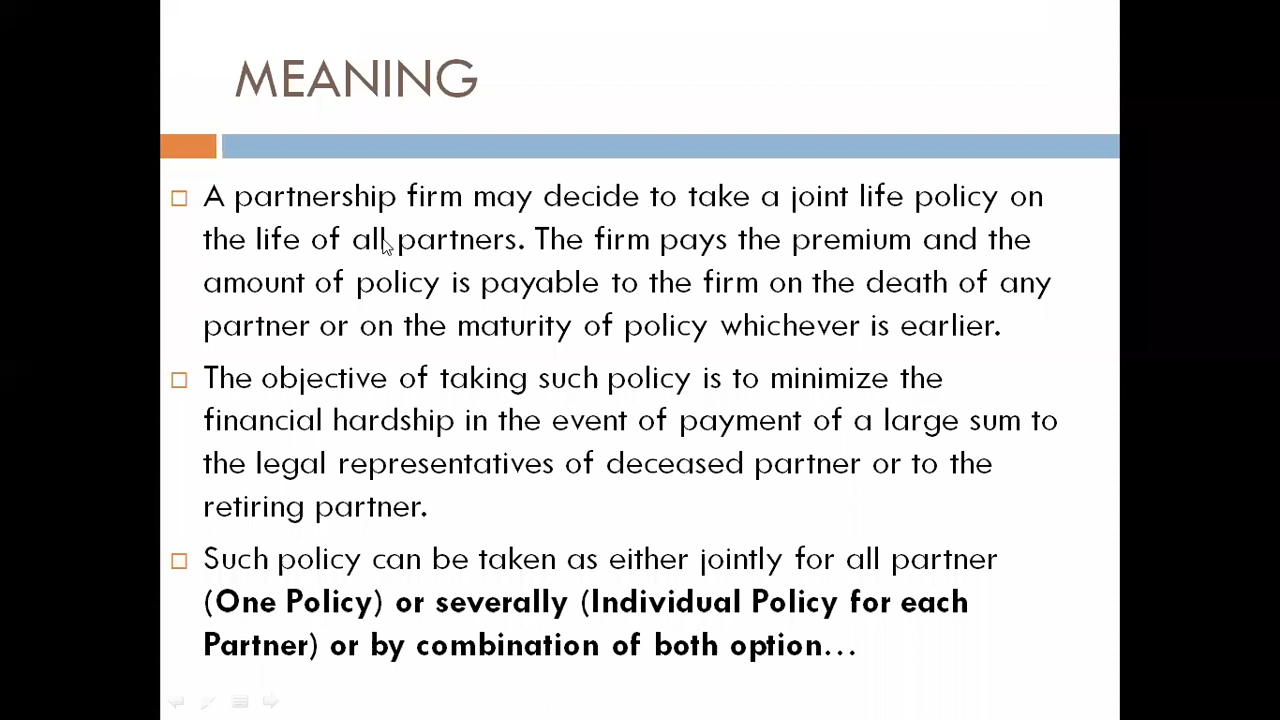 MEANING
A partnership firm may decide to take a joint life policy on
the life of all partners. The firm pays the premium and the
amount of policy is payable to the firm on the death of any
partner or on the maturity of policy whichever is earlier.
The objective of taking such policy is to minimize the
financial hardship in the event of payment of a large sum to
the legal representatives of deceased partner or to the
retiring partner.
Such policy can be taken as either jointly for all partner
(One Policy) or severally (Individual Policy for each
Partner) or by combination of both option…